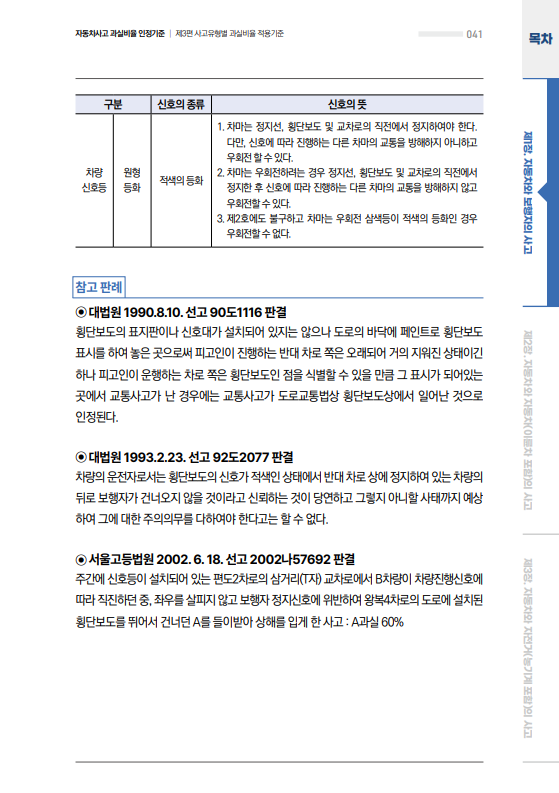 자동차사고 과실비율 인정기준 | 제3편 사고유형별 과실비율 적용기준
041
목차
구분 신호의 종류 신호의 뜻
차량 신호등
원형 등화
적색의 등화
1. 차마는 정지선, 횡단보도 및 교차로의 직전에서 정지하여야 한다.
다만, 신호에 따라 진행하는 다른 차마의 교통을 방해하지 아니하고
우회전 할 수 있다.
2. 차마는 우회전하려는 경우 정지선, 횡단보도 및 교차로의 직전에서
정지한 후 신호에 따라 진행하는 다른 차마의 교통을 방해하지 않고
우회전할 수 있다.
3. 제2호에도 불구하고 차마는 우회전 삼색등이 적색의 등화인 경우
우회전할 수 없다.
참고 판례
◉ 대법원 1990.8.10. 선고 90도1116 판결
횡단보도의 표지판이나 신호대가 설치되어 있지는 않으나 도로의 바닥에 페인트로 횡단보도
표시를 하여 놓은 곳으로써 피고인이 진행하는 반대 차로 쪽은 오래되어 거의 지워진 상태이긴
하나 피고인이 운행하는 차로 쪽은 횡단보도인 점을 식별할 수 있을 만큼 그 표시가 되어있는
곳에서 교통사고가 난 경우에는 교통사고가 도로교통법상 횡단보도상에서 일어난 것으로
인정된다.
◉ 대법원 1993.2.23. 선고 92도2077 판결
차량의 운전자로서는 횡단보도의 신호가 적색인 상태에서 반대 차로 상에 정지하여 있는 차량의
뒤로 보행자가 건너오지 않을 것이라고 신뢰하는 것이 당연하고 그렇지 아니할 사태까지 예상
하여 그에 대한 주의의무를 다하여야 한다고는 할 수 없다.
◉ 서울고등법원 2002. 6. 18. 선고 2002나57692 판결
주간에 신호등이 설치되어 있는 편도2차로의 삼거리(T자) 교차로에서 B차량이 차량진행신호에
따라 직진하던 중, 좌우를 살피지 않고 보행자 정지신호에 위반하여 왕복4차로의 도로에 설치된
횡단보도를 뛰어서 건너던 A를 들이받아 상해를 입게 한 사고 : A과실 60%
제1장. 자동차와 보행자의 사고
제2장. 자동차와 자동차(이륜차 포함)의 사고
제3장. 자동차와 자전거(농기계 포함)의 사고